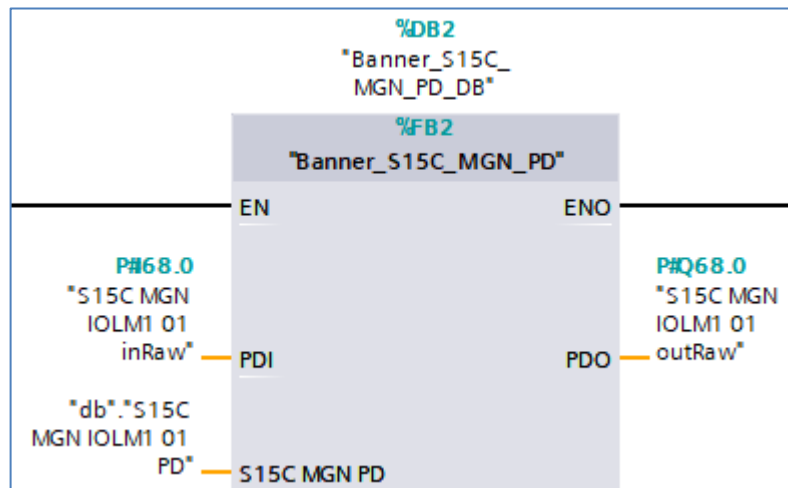 %DB2
"Banner_S15C_
MGN_PD_DB"
%FB2
"Banner_S15C_MGN_PD"
EN
ENO
P#I68.0
"S15C MGN
IOLM1 01
inRaw"
PDI
P#Q68.0
"S15C MGN
IOLM1 01
outRaw"
PDO
"db"."S15C
MGN IOLM1 01
PD"
S15C MGN PD